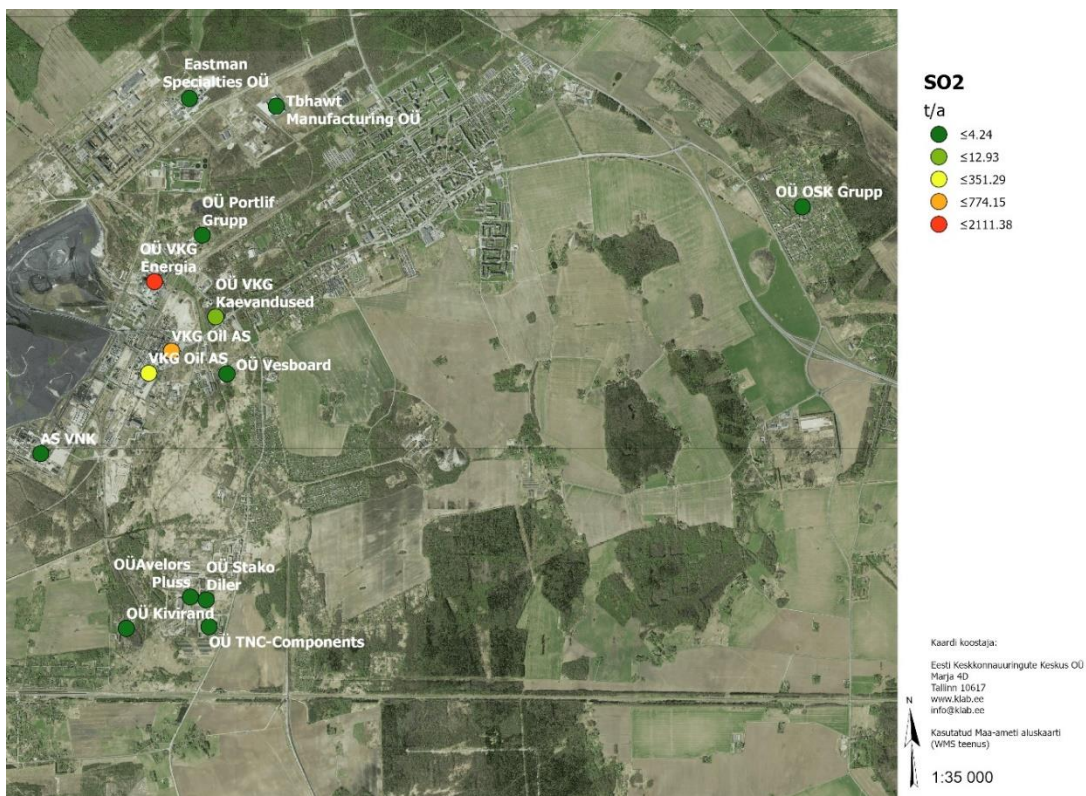 Eastman
Specialties OÜ
Tbhawt
Manufacturing OÜ
OÜ OSK Grupp
OÜ Portlif
Grupp
OÜ VKG
Energia
OÜ VKG
Kaevandused
VKG Oil AS
VKG Oil AS
OÜ Vesboard
AS VNK
OÜAvelors
Pluss
OÜ Stako
Diler
OÜ Kivirand
OÜ TNC-Components
SO2
t/a
≤4.24
≤12.93
≤351.29
≤774.15
≤2111.38
Kaardi koostaja:
Eesti Keskkonnauuringute Keskus OÜ
Marja 4D
Tallinn 10617
www.klab.ee
info@klab.ee
Kasutatud Maa-ameti aluskaarti
(WMS teenus)
N
1:35 000